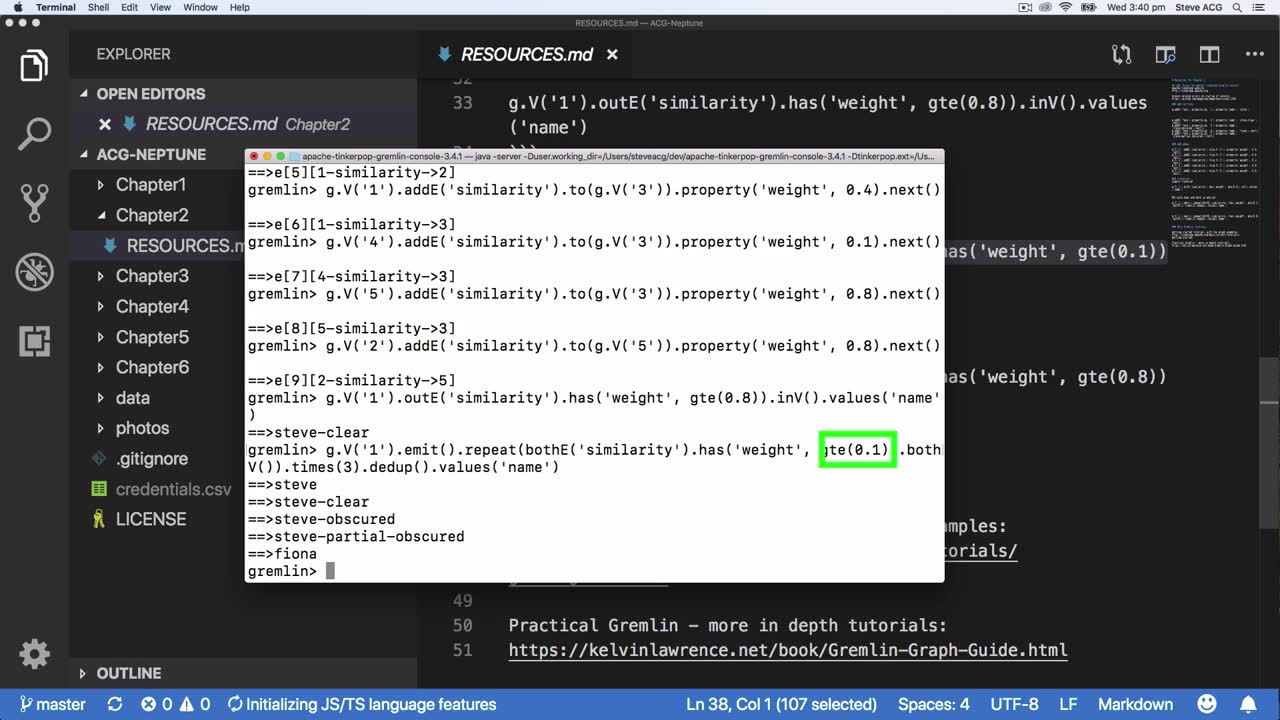 Terminal Shell Edit View Window Help Wed 3:40 pm Steve ACG
RESOURCES.md — ACG-Neptune
EXPLORER
OPEN EDITORS
RESOURCES.md Chapter2
ACG-NEPTUNE
Chapter1
Chapter2
RESOURCES.m
Chapter3
Chapter4
Chapter5
Chapter6
data
photos
.gitignore
credentials.csv
LICENSE
OUTLINE
RESOURCES.md
32
33 g.V('1').outE('similarity').has('weight', gte(0.8)).inV().values
('name')
has('weight', gte(0.1))
has('weight', gte(0.8))
mples:
torials/
49
50 Practical Gremlin - more in depth tutorials:
51 https://kelvinlawrence.net/book/Gremlin-Graph-Guide.html
apache-tinkerpop-gremlin-console-3.4.1 — java -server -Duser.working_dir=/Users/steveacg/dev/apache-tinkerpop-gremlin-console-3.4.1 -Dtinkerpop.ext=/Us...
==>e[5][1-similarity->2]
gremlin> g.V('1').addE('similarity').to(g.V('3')).property('weight', 0.4).next()
==>e[6][1-similarity->3]
gremlin> g.V('4').addE('similarity').to(g.V('3')).property('weight', 0.1).next()
==>e[7][4-similarity->3]
gremlin> g.V('5').addE('similarity').to(g.V('3')).property('weight', 0.8).next()
==>e[8][5-similarity->3]
gremlin> g.V('2').addE('similarity').to(g.V('5')).property('weight', 0.8).next()
==>e[9][2-similarity->5]
gremlin> g.V('1').outE('similarity').has('weight', gte(0.8)).inV().values('name'
)
==>steve-clear
gremlin> g.V('1').emit().repeat(bothE('similarity').has('weight', gte(0.1) .both
V()).times(3).dedup().values('name')
==>steve
==>steve-clear
==>steve-obscured
==>steve-partial-obscured
==>fiona
gremlin>
master 0 0 Initializing JS/TS language features Ln 38, Col 1 (107 selected) Spaces: 4 UTF-8 LF Markdown